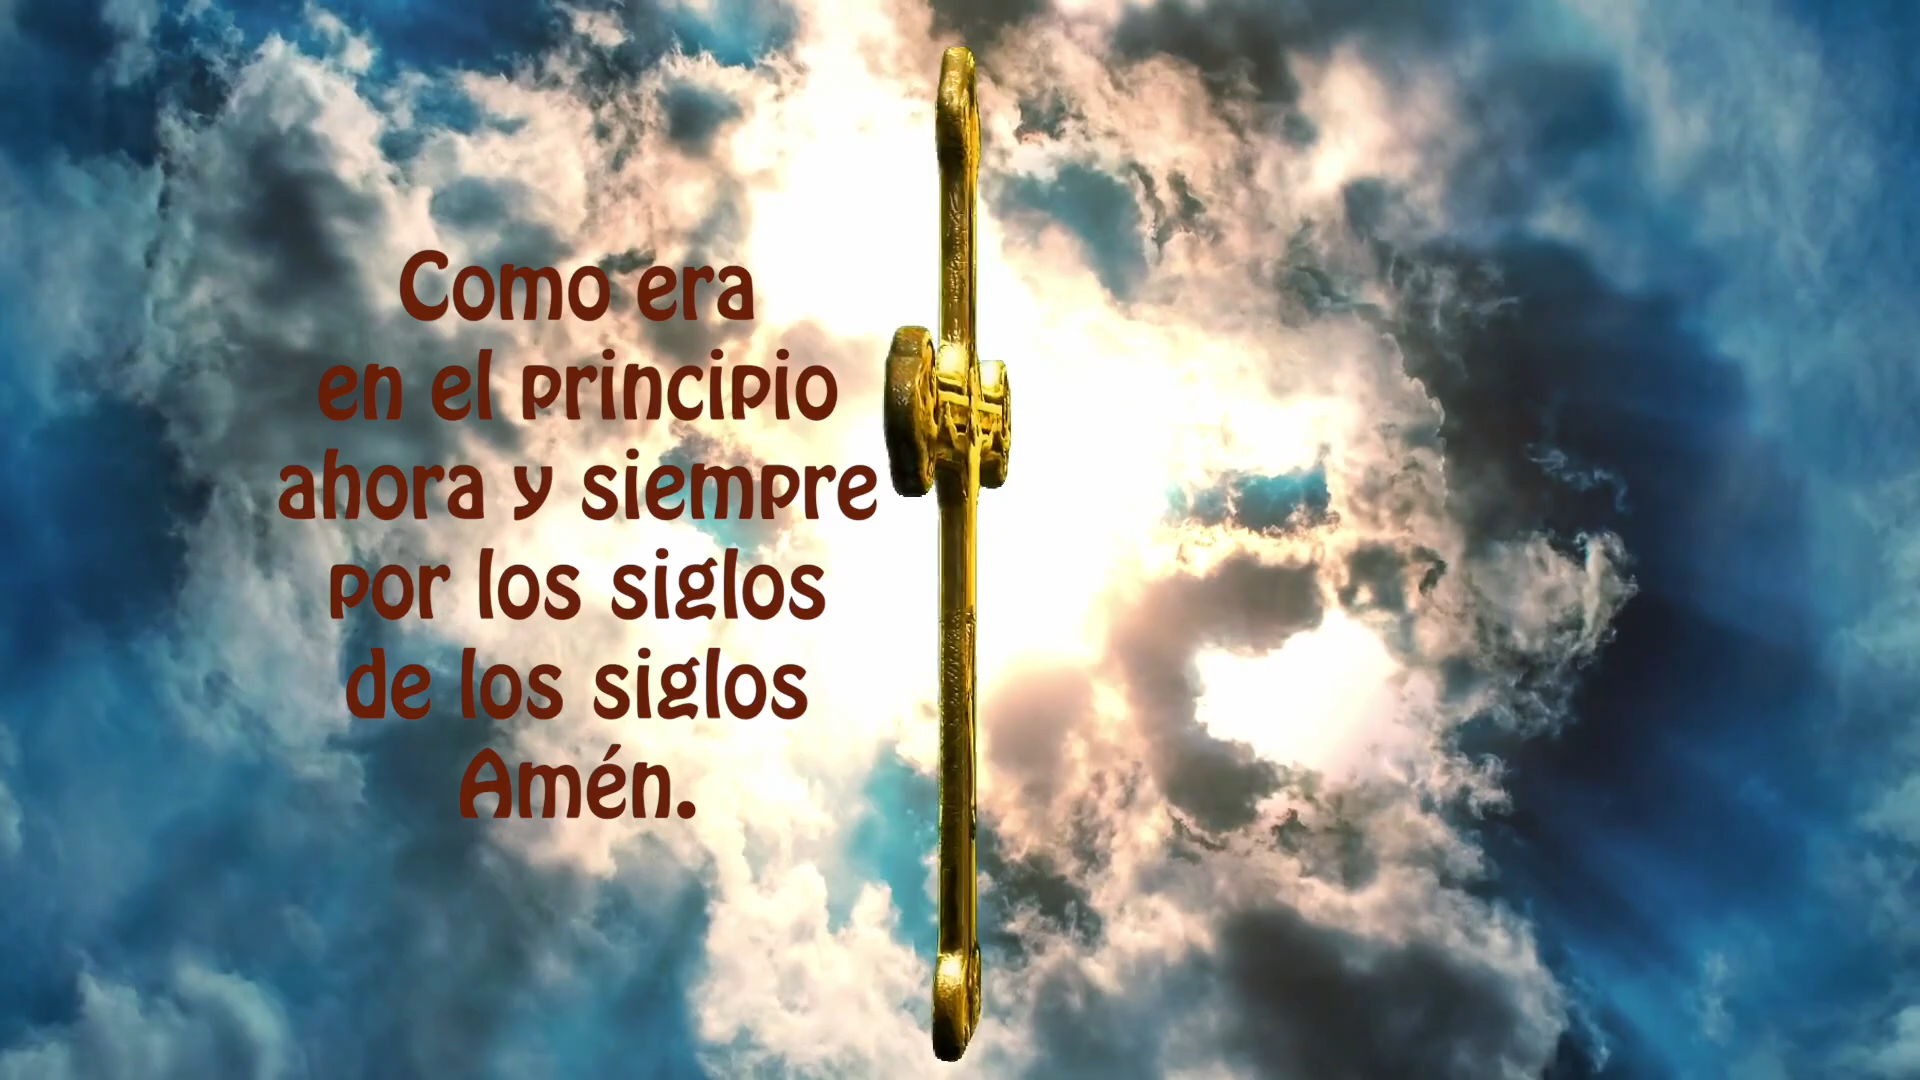 Como era
en el principio
ahora y siempre
por los siglos
de los siglos
Amén.